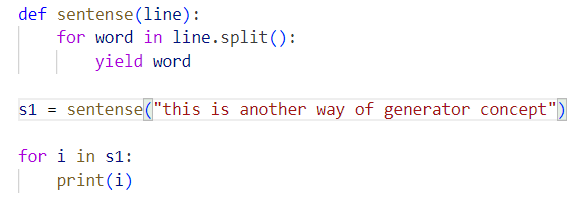 def sentense(line):
    for word in line.split():
        yield word

s1 = sentense("this is another way of generator concept")

for i in s1:
    print(i)